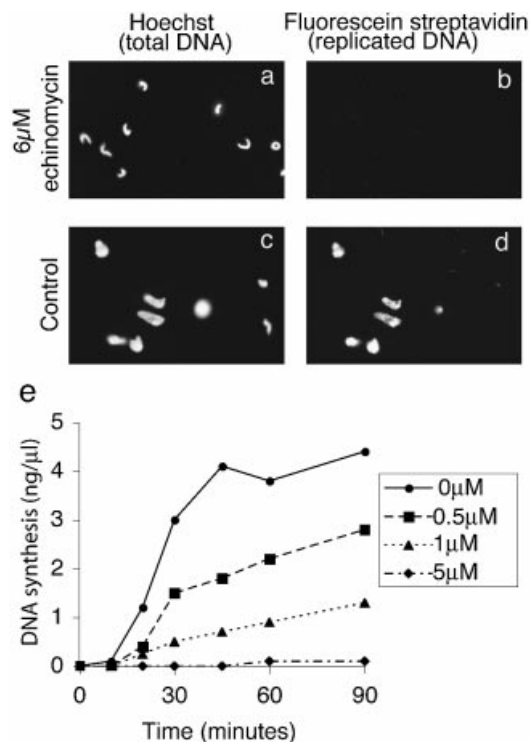 Hoechst
(total DNA)
Fluorescein streptavidin
(replicated DNA)
6µM
echinomycin
a
b
Control
c
d
e
DNA synthesis (ng/µl)
5
4
3
2
1
0
0
30
60
90
Time (minutes)
0µM
0.5µM
1µM
5µM